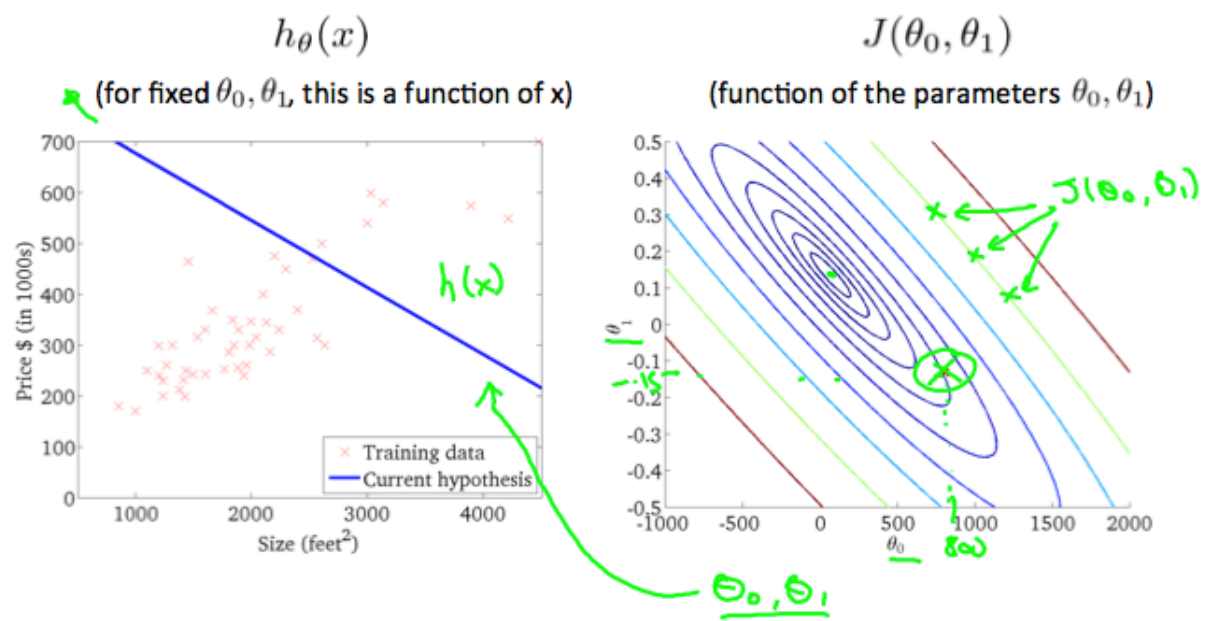 hθ(x)
(for fixed θ0, θ1, this is a function of x)
700
600
500
400
300
200
100
0
Price $ (in 1000s)
1000
2000
3000
4000
Size (feet²)
h(x)
Training data
Current hypothesis
J(θ0, θ1)
(function of the parameters θ0, θ1)
0.5
0.4
0.3
0.2
0.1
0
-0.1
-0.2
-0.3
-0.4
-0.5
θ1
-.15
J(θ0, θ1)
-1000
-500
0
500
1000
1500
2000
θ0
800
θ0, θ1